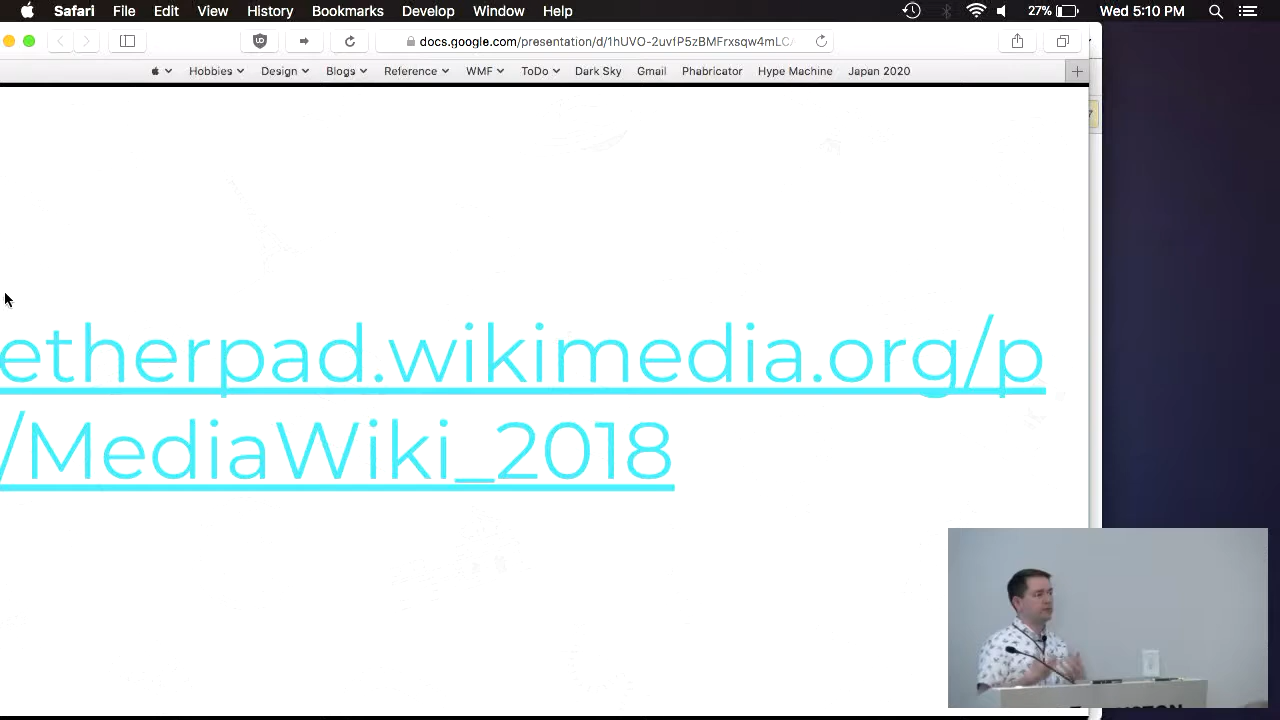 Safari File Edit View History Bookmarks Develop Window Help 27% Wed 5:10 PM
docs.google.com/presentation/d/1hUVO-2uvfP5zBMFrxsqw4mLC
Hobbies Design Blogs Reference WMF ToDo Dark Sky Gmail Phabricator Hype Machine Japan 2020
etherpad.wikimedia.org/p
/MediaWiki_2018